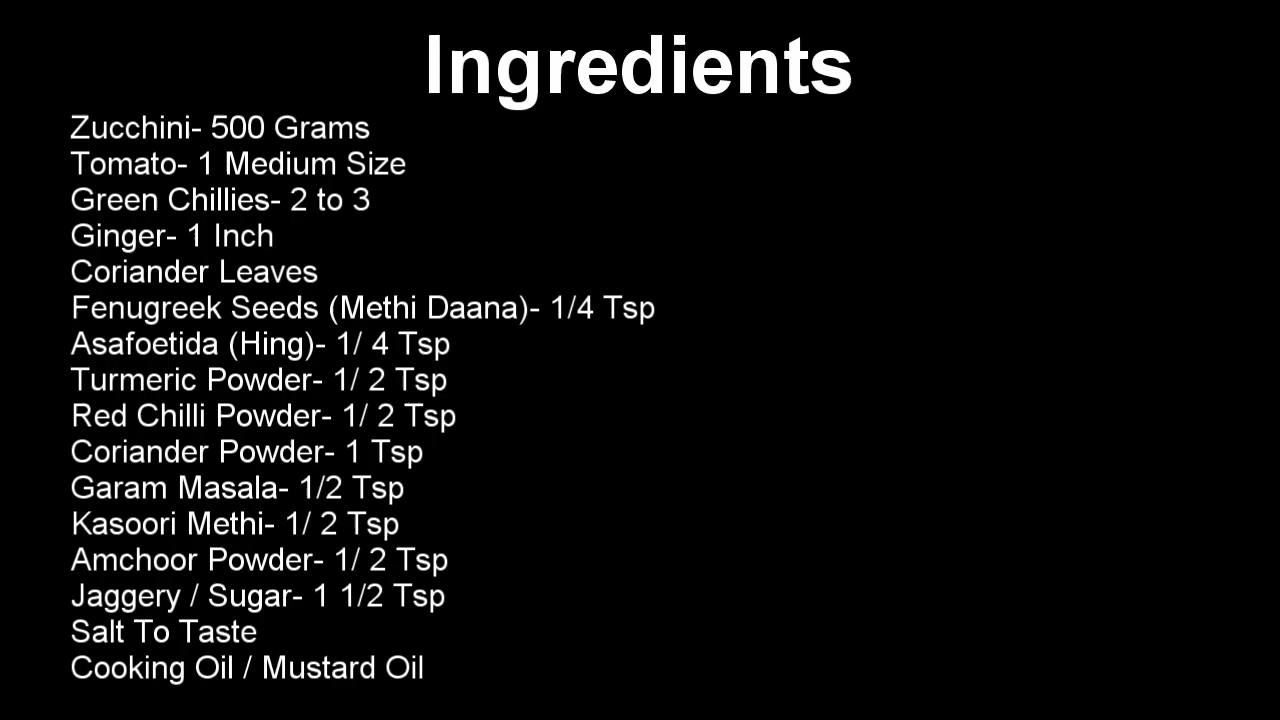 Ingredients
Zucchini- 500 Grams
Tomato- 1 Medium Size
Green Chillies- 2 to 3
Ginger- 1 Inch
Coriander Leaves
Fenugreek Seeds (Methi Daana)- 1/4 Tsp
Asafoetida (Hing)- 1/ 4 Tsp
Turmeric Powder- 1/ 2 Tsp
Red Chilli Powder- 1/ 2 Tsp
Coriander Powder- 1 Tsp
Garam Masala- 1/2 Tsp
Kasoori Methi- 1/ 2 Tsp
Amchoor Powder- 1/ 2 Tsp
Jaggery / Sugar- 1 1/2 Tsp
Salt To Taste
Cooking Oil / Mustard Oil